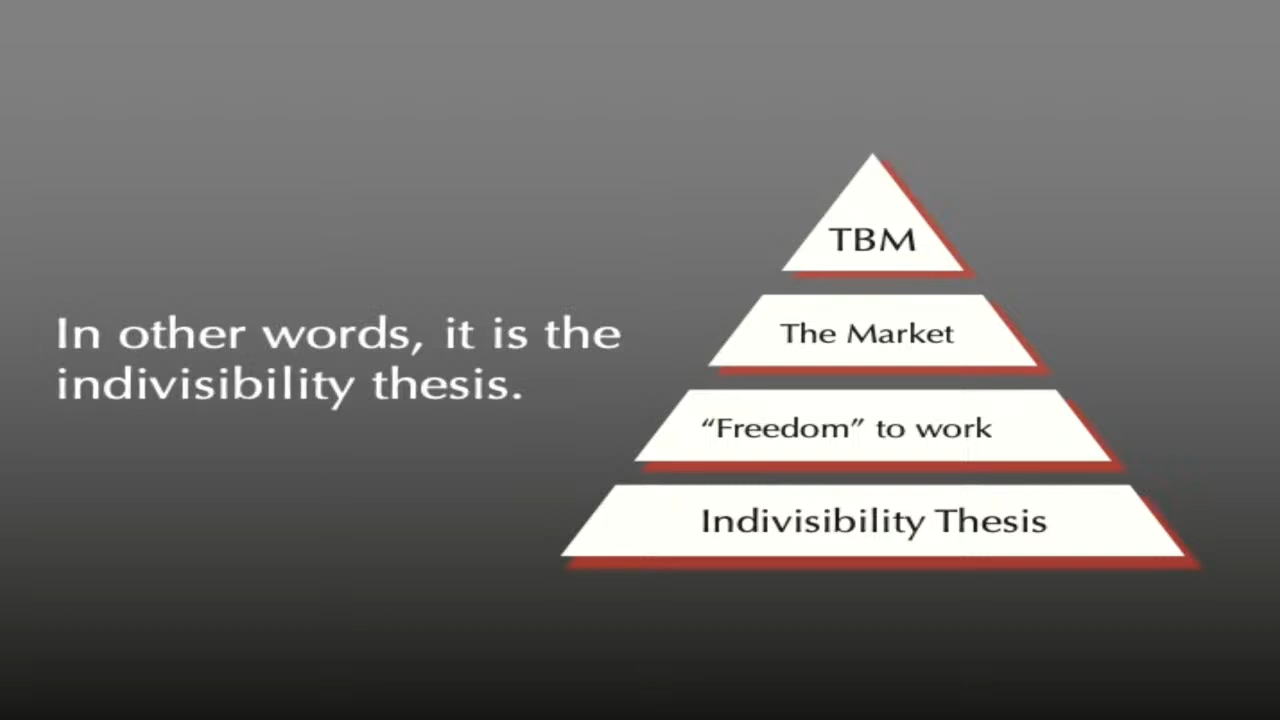 In other words, it is the
indivisibility thesis.
TBM
The Market
“Freedom” to work
Indivisibility Thesis